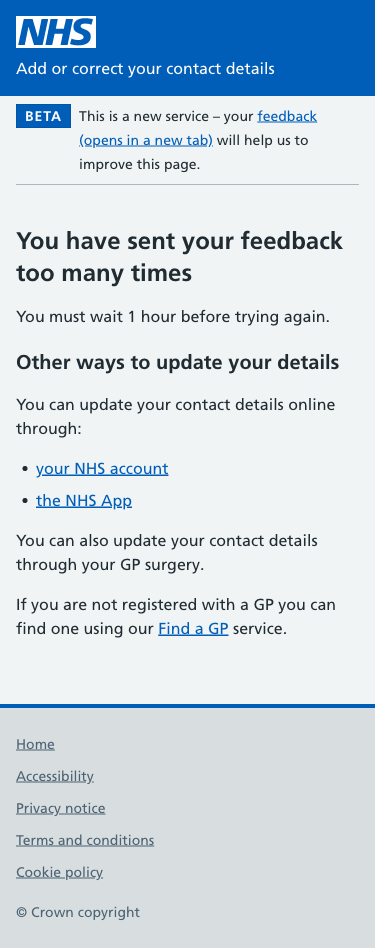 NHS
Add or correct your contact details
BETA
This is a new service – your feedback
(opens in a new tab) will help us to
improve this page.
You have sent your feedback
too many times
You must wait 1 hour before trying again.
Other ways to update your details
You can update your contact details online
through:
• your NHS account
• the NHS App
You can also update your contact details
through your GP surgery.
If you are not registered with a GP you can
find one using our Find a GP service.
Home
Accessibility
Privacy notice
Terms and conditions
Cookie policy
© Crown copyright